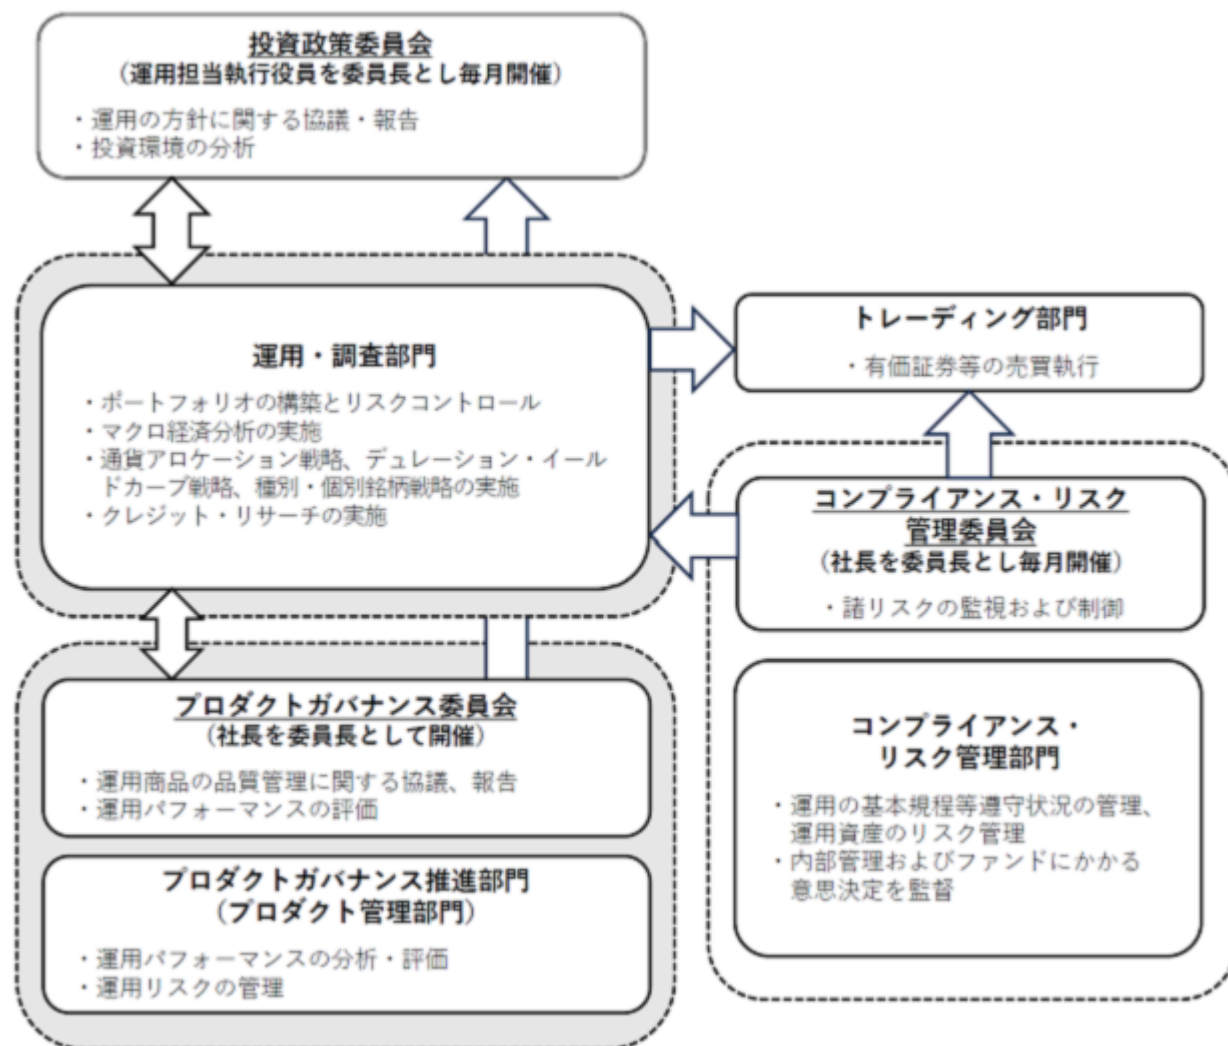 投資政策委員会
（運用担当執行役員を委員長とし毎月開催）
・運用の方針に関する協議・報告
・投資環境の分析
運用・調査部門
・ポートフォリオの構築とリスクコントロール
・マクロ経済分析の実施
・通貨アロケーション戦略、デュレーション・イール
ドカーブ戦略、種別・個別銘柄戦略の実施
・クレジット・リサーチの実施
トレーディング部門
・有価証券等の売買執行
コンプライアンス・リスク
管理委員会
（社長を委員長とし毎月開催）
・諸リスクの監視および制御
プロダクトガバナンス委員会
（社長を委員長として開催）
・運用商品の品質管理に関する協議、報告
・運用パフォーマンスの評価
コンプライアンス・
リスク管理部門
・運用の基本規程等遵守状況の管理、
運用資産のリスク管理
・内部管理およびファンドにかかる
意思決定を監督
プロダクトガバナンス推進部門
（プロダクト管理部門）
・運用パフォーマンスの分析・評価
・運用リスクの管理